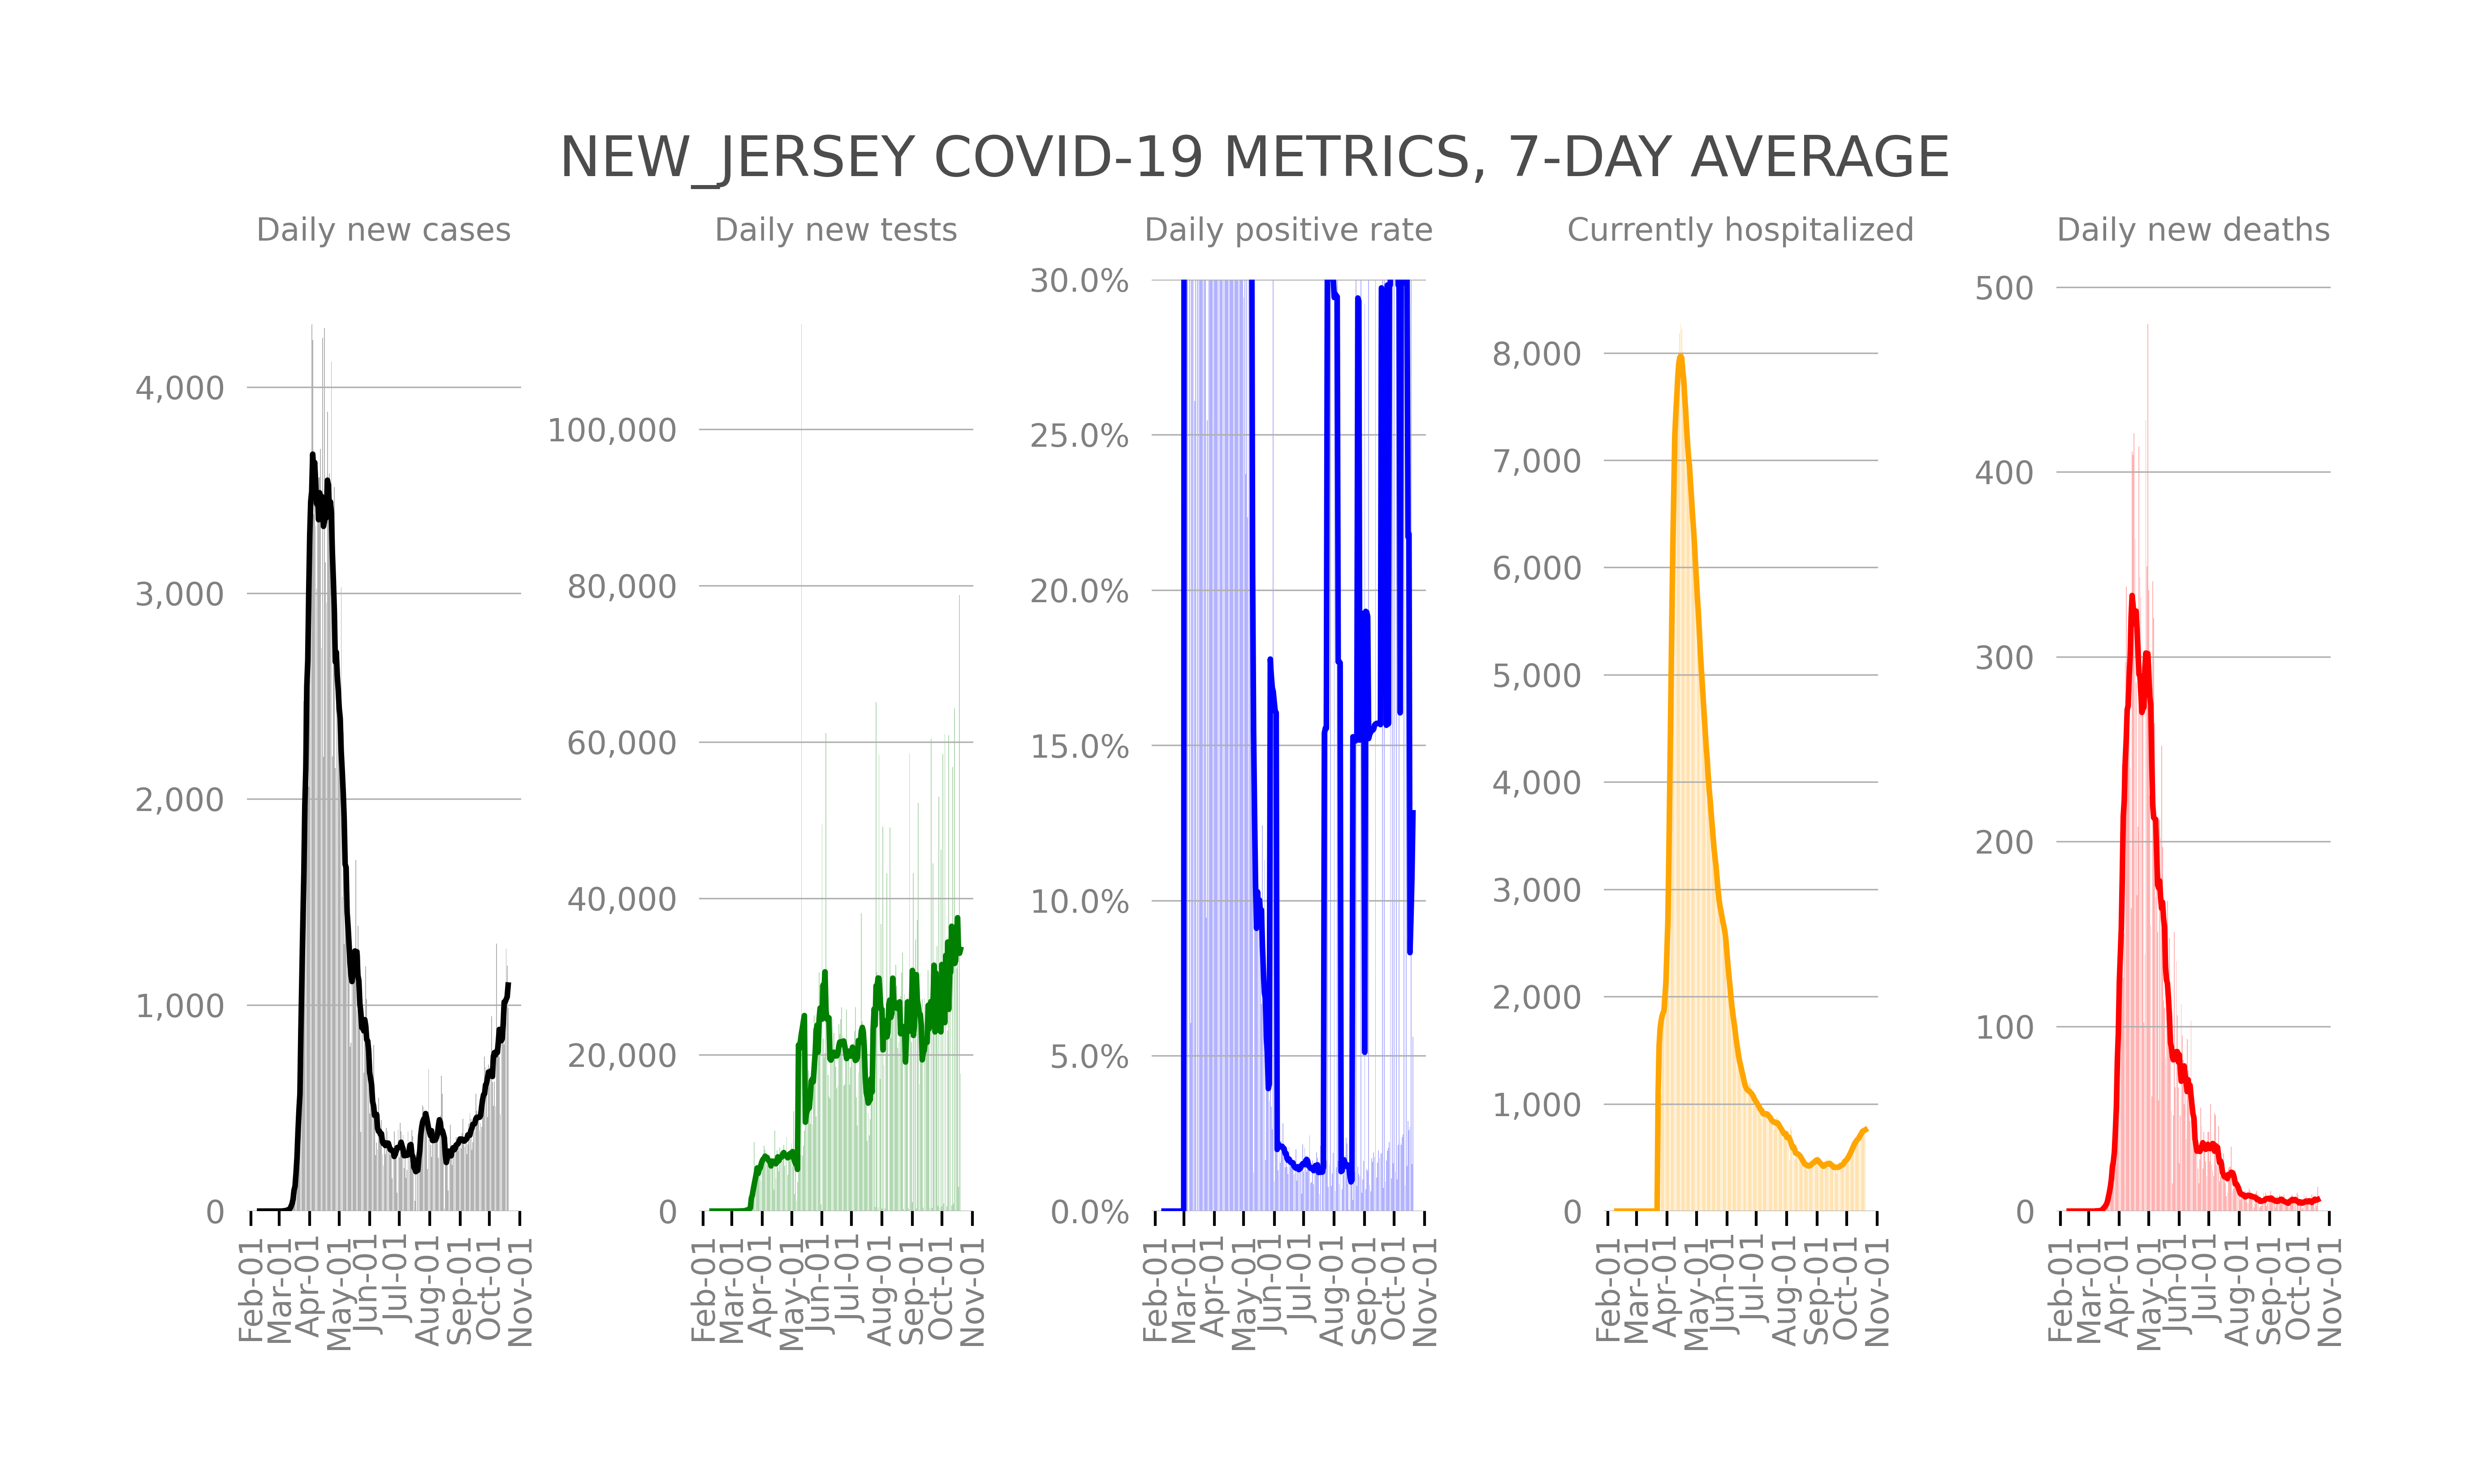 NEW_JERSEY COVID-19 METRICS, 7-DAY AVERAGE
Daily new cases
4,000
3,000
2,000
1,000
0
Feb-01
Mar-01
Apr-01
May-01
Jun-01
Jul-01
Aug-01
Sep-01
Oct-01
Nov-01
Daily new tests
100,000
80,000
60,000
40,000
20,000
0
Feb-01
Mar-01
Apr-01
May-01
Jun-01
Jul-01
Aug-01
Sep-01
Oct-01
Nov-01
Daily positive rate
30.0%
25.0%
20.0%
15.0%
10.0%
5.0%
0.0%
Feb-01
Mar-01
Apr-01
May-01
Jun-01
Jul-01
Aug-01
Sep-01
Oct-01
Nov-01
Currently hospitalized
8,000
7,000
6,000
5,000
4,000
3,000
2,000
1,000
0
Feb-01
Mar-01
Apr-01
May-01
Jun-01
Jul-01
Aug-01
Sep-01
Oct-01
Nov-01
Daily new deaths
500
400
300
200
100
0
Feb-01
Mar-01
Apr-01
May-01
Jun-01
Jul-01
Aug-01
Sep-01
Oct-01
Nov-01